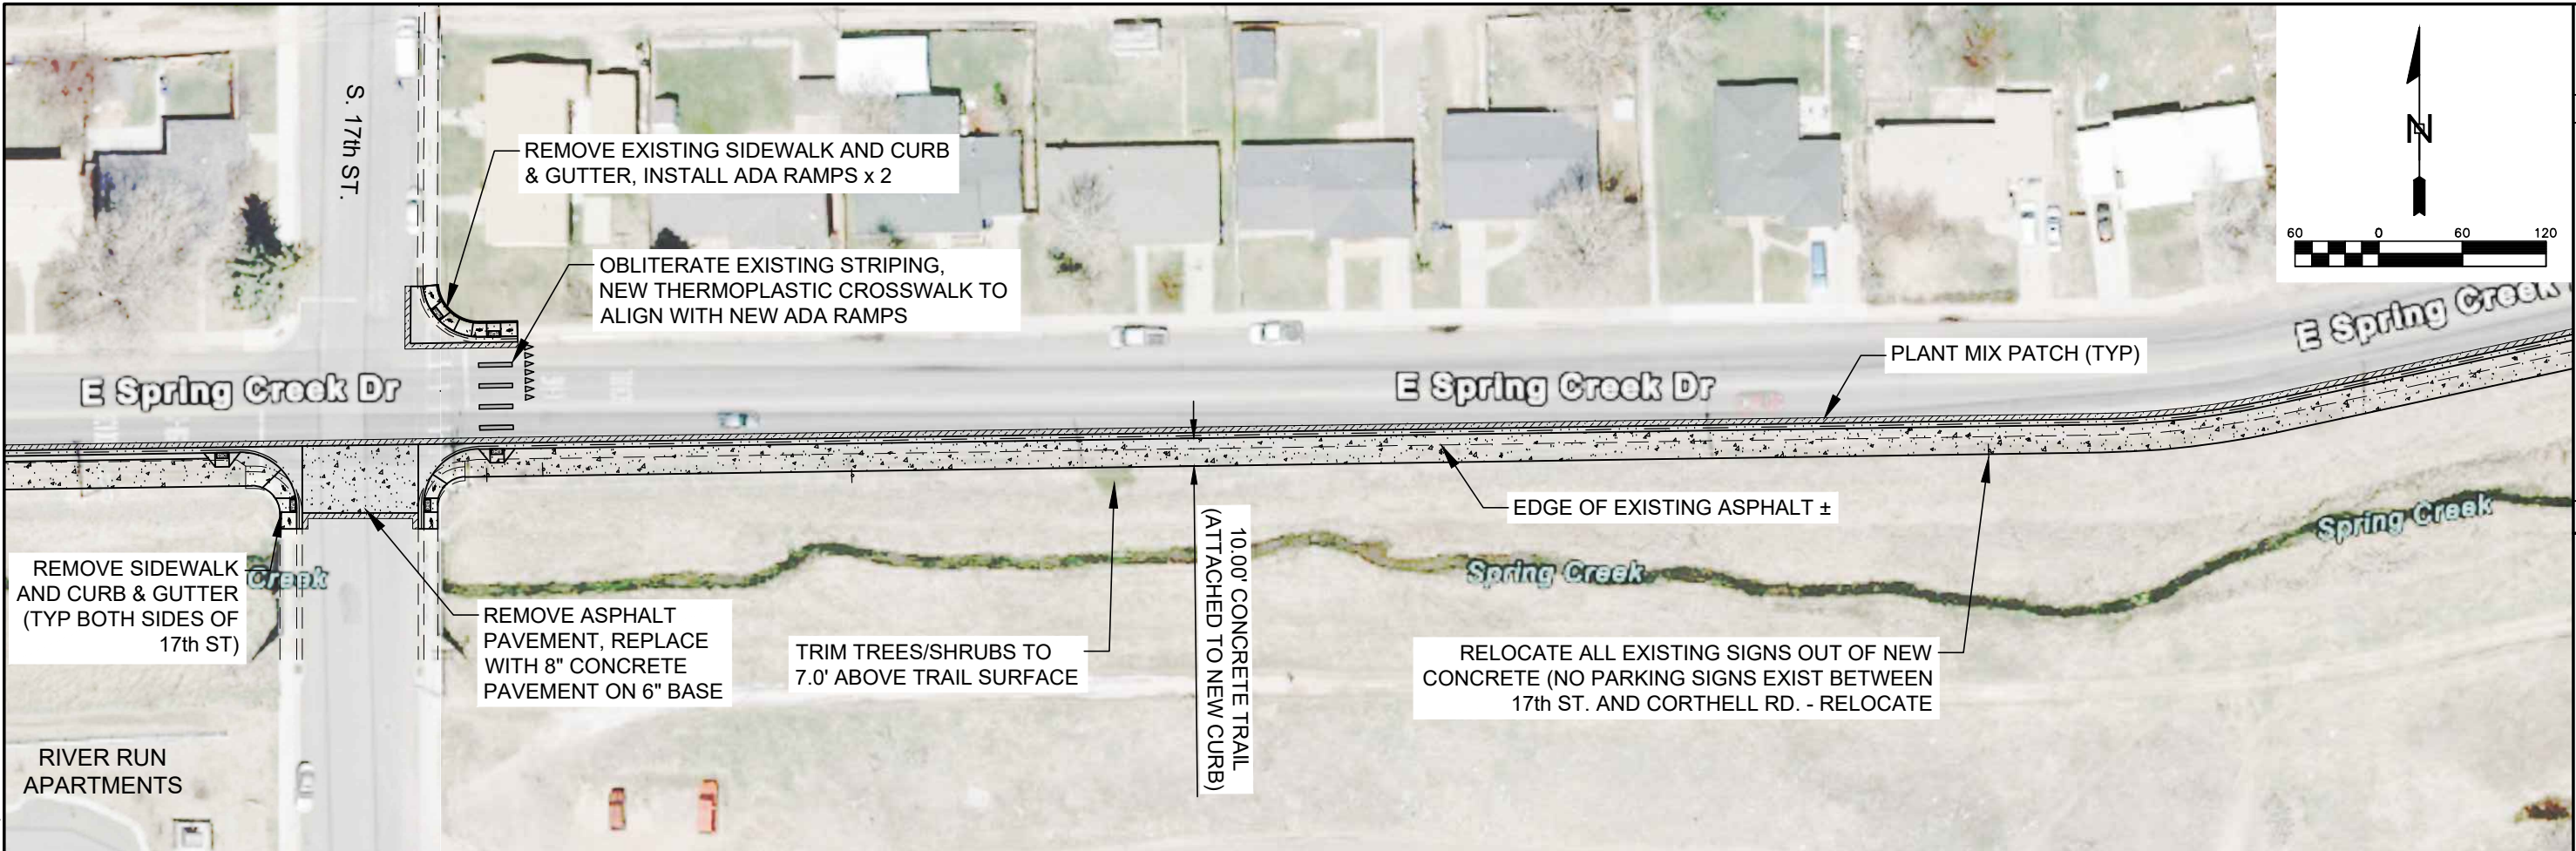 S. 17th ST.
REMOVE EXISTING SIDEWALK AND CURB
& GUTTER, INSTALL ADA RAMPS x 2
OBLITERATE EXISTING STRIPING,
NEW THERMOPLASTIC CROSSWALK TO
ALIGN WITH NEW ADA RAMPS
N
60 0 60 120
E Spring Creek
PLANT MIX PATCH (TYP)
E Spring Creek Dr
E Spring Creek Dr
EDGE OF EXISTING ASPHALT ±
Spring Creek
Spring Creek
Creek
REMOVE SIDEWALK
AND CURB & GUTTER
(TYP BOTH SIDES OF
17th ST)
REMOVE ASPHALT
PAVEMENT, REPLACE
WITH 8" CONCRETE
PAVEMENT ON 6" BASE
TRIM TREES/SHRUBS TO
7.0' ABOVE TRAIL SURFACE
10.00' CONCRETE TRAIL
(ATTACHED TO NEW CURB)
RELOCATE ALL EXISTING SIGNS OUT OF NEW
CONCRETE (NO PARKING SIGNS EXIST BETWEEN
17th ST. AND CORTHELL RD. - RELOCATE
RIVER RUN
APARTMENTS